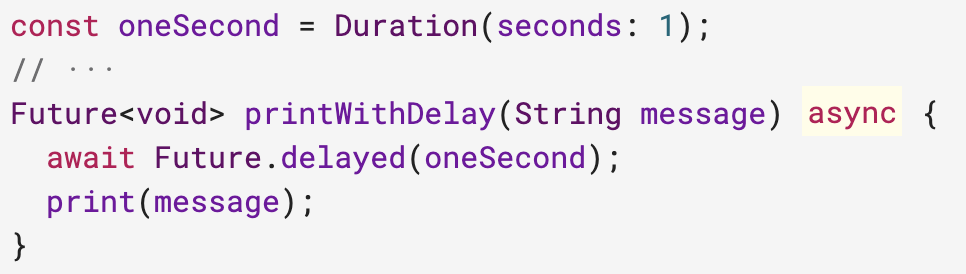 const oneSecond = Duration(seconds: 1);
// ···
Future<void> printWithDelay(String message) async {
  await Future.delayed(oneSecond);
  print(message);
}